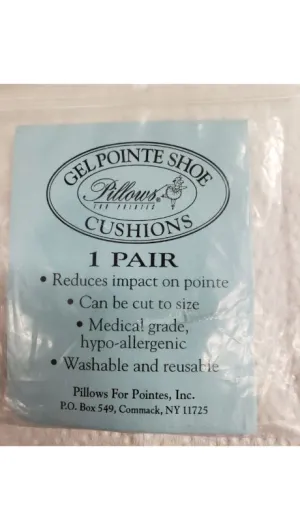 GEL POINTE SHOE
Pillows®
FOR POINTES
CUSHIONS
1 PAIR
• Reduces impact on pointe
• Can be cut to size
• Medical grade,
hypo-allergenic
• Washable and reusable
Pillows For Pointes, Inc.
P.O. Box 549, Commack, NY 11725